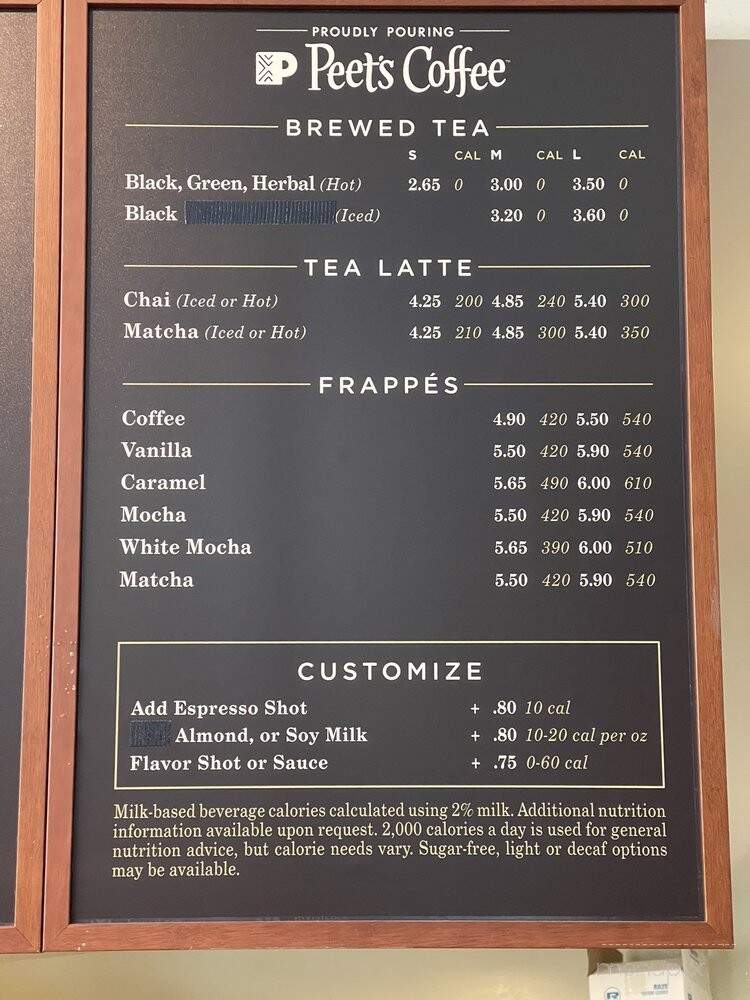 PROUDLY POURING
Peet's Coffee
BREWED TEA
S CAL M CAL L CAL
Black, Green, Herbal (Hot) 2.65 0 3.00 0 3.50 0
Black (Iced) 3.20 0 3.60 0
TEA LATTE
Chai (Iced or Hot) 4.25 200 4.85 240 5.40 300
Matcha (Iced or Hot) 4.25 210 4.85 300 5.40 350
FRAPPÉS
Coffee 4.90 420 5.50 540
Vanilla 5.50 420 5.90 540
Caramel 5.65 490 6.00 610
Mocha 5.50 420 5.90 540
White Mocha 5.65 390 6.00 510
Matcha 5.50 420 5.90 540
CUSTOMIZE
Add Espresso Shot + .80 10 cal
Almond, or Soy Milk + .80 10-20 cal per oz
Flavor Shot or Sauce + .75 0-60 cal
Milk-based beverage calories calculated using 2% milk. Additional nutrition
information available upon request. 2,000 calories a day is used for general
nutrition advice, but calorie needs vary. Sugar-free, light or decaf options
may be available.